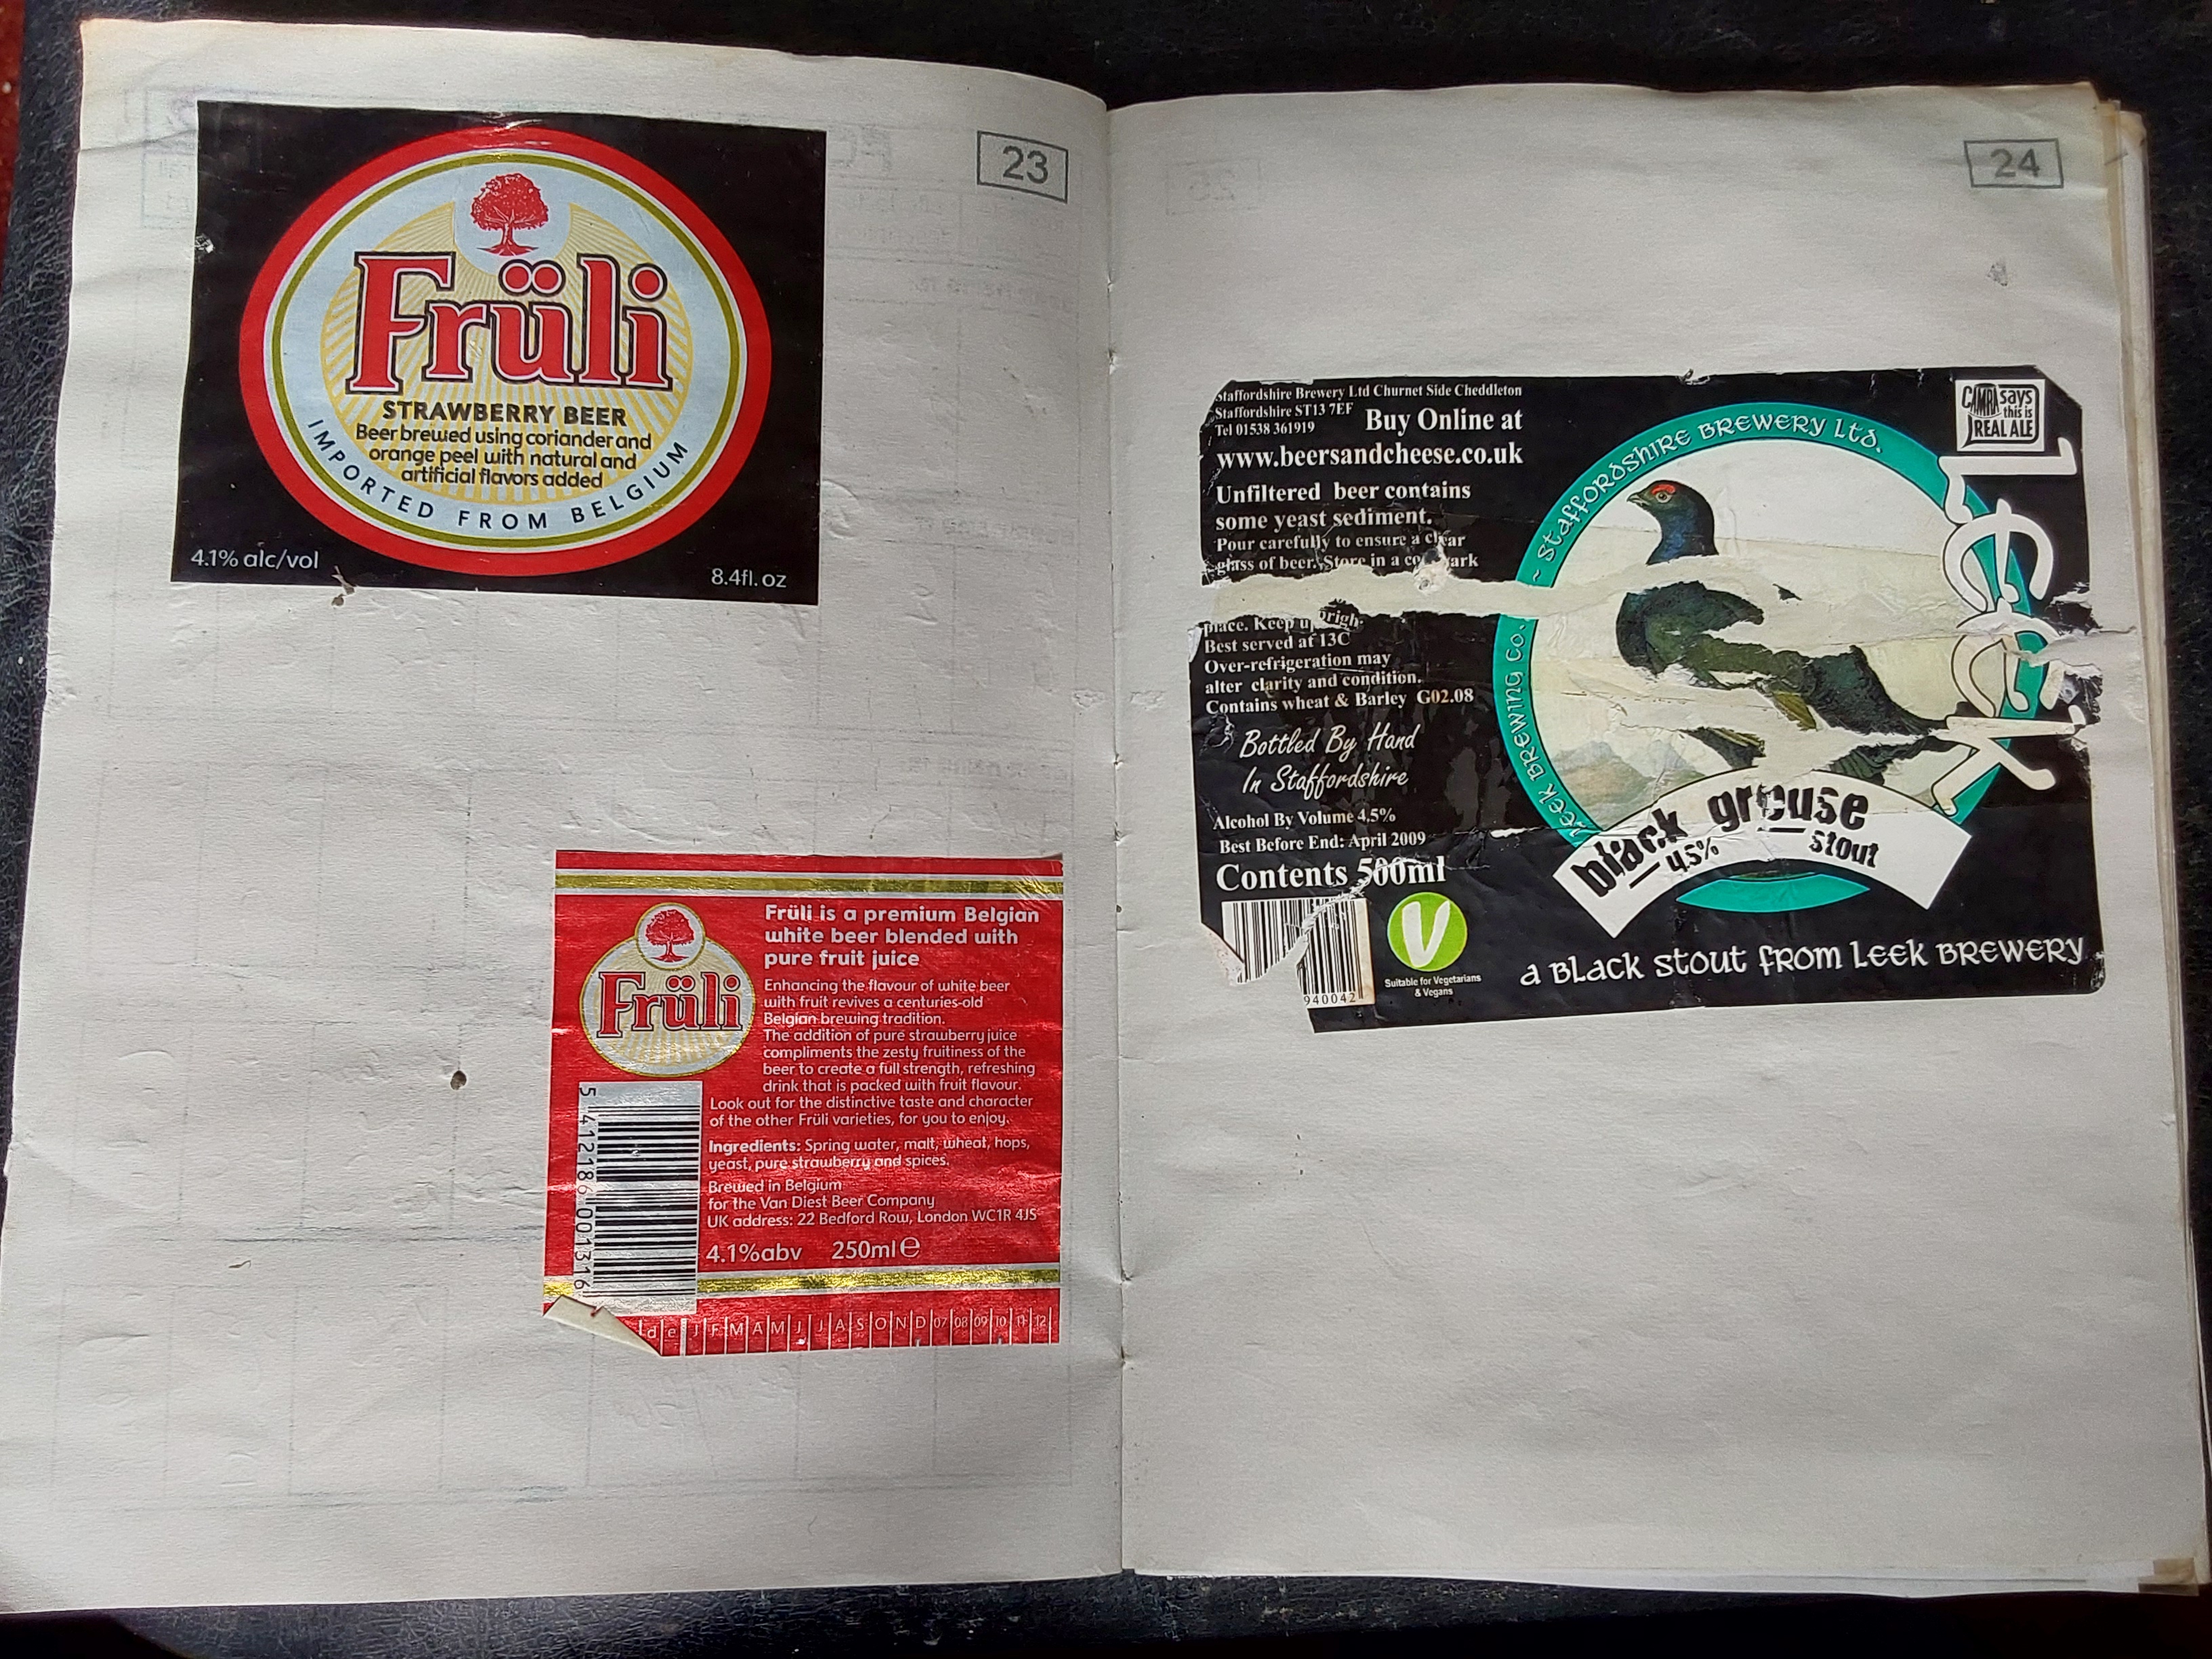 23
Früli
STRAWBERRY BEER
Beer brewed using coriander and
orange peel with natural and
artificial flavors added
IMPORTED FROM BELGIUM
4.1% alc/vol
8.4fl. oz
Früli
Früli is a premium Belgian
white beer blended with
pure fruit juice
Enhancing the flavour of white beer
with fruit revives a centuries-old
Belgian brewing tradition.
The addition of pure strawberry juice
compliments the zesty fruitiness of the
beer to create a full strength, refreshing
drink that is packed with fruit flavour.
Look out for the distinctive taste and character
of the other Früli varieties, for you to enjoy.
Ingredients: Spring water, malt, wheat, hops,
yeast, pure strawberry and spices.
Brewed in Belgium
for the Van Diest Beer Company
UK address: 22 Bedford Row, London WC1R 4JS
4.1%abv 250ml e
5 412186 001316
L d e J F M A M J J A S O N D 07 08 09 10 11 12
24
Staffordshire Brewery Ltd Churnet Side Cheddleton
Staffordshire ST13 7EF
Tel 01538 361919
Buy Online at
www.beersandcheese.co.uk
Unfiltered beer contains
some yeast sediment.
Pour carefully to ensure a clear
glass of beer. Store in a
place. Keep
Best served at 13C
Over-refrigeration may
alter clarity and condition.
Contains wheat & Barley G02.08
Bottled By Hand
In Staffordshire
Alcohol By Volume 4,5%
Best Before End: April 2009
Contents 500ml
940042
V
Suitable for Vegetarians
& Vegans
Leek Brewing Co. ~ Staffordshire Brewery Ltd.
CAMRA says
this is
REAL ALE
Leek
black grouse
4.5% stout
a Black stout from Leek Brewery